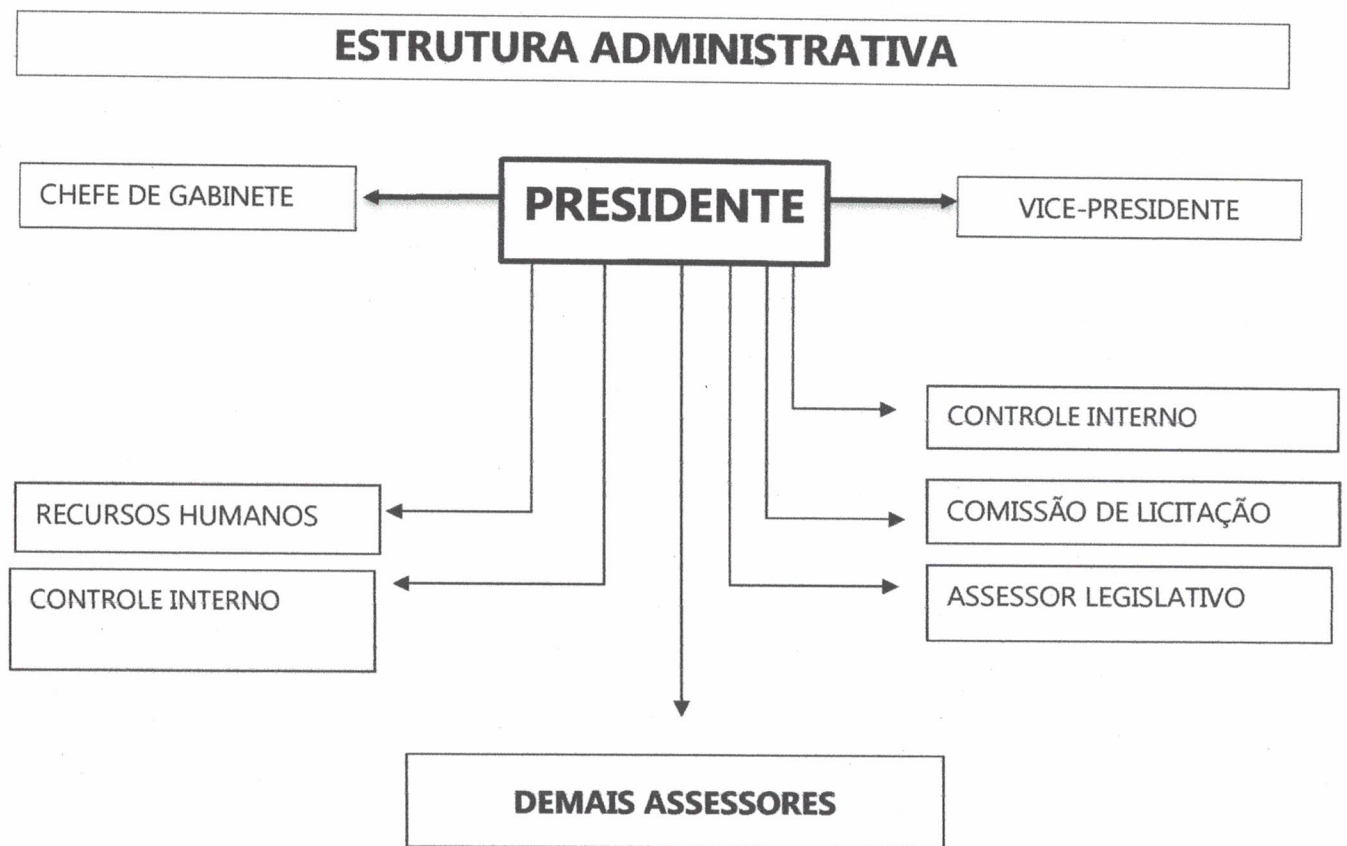 ESTRUTURA ADMINISTRATIVA
CHEFE DE GABINETE
PRESIDENTE
VICE-PRESIDENTE
CONTROLE INTERNO
RECURSOS HUMANOS
COMISSÃO DE LICITAÇÃO
CONTROLE INTERNO
ASSESSOR LEGISLATIVO
DEMAIS ASSESSORES